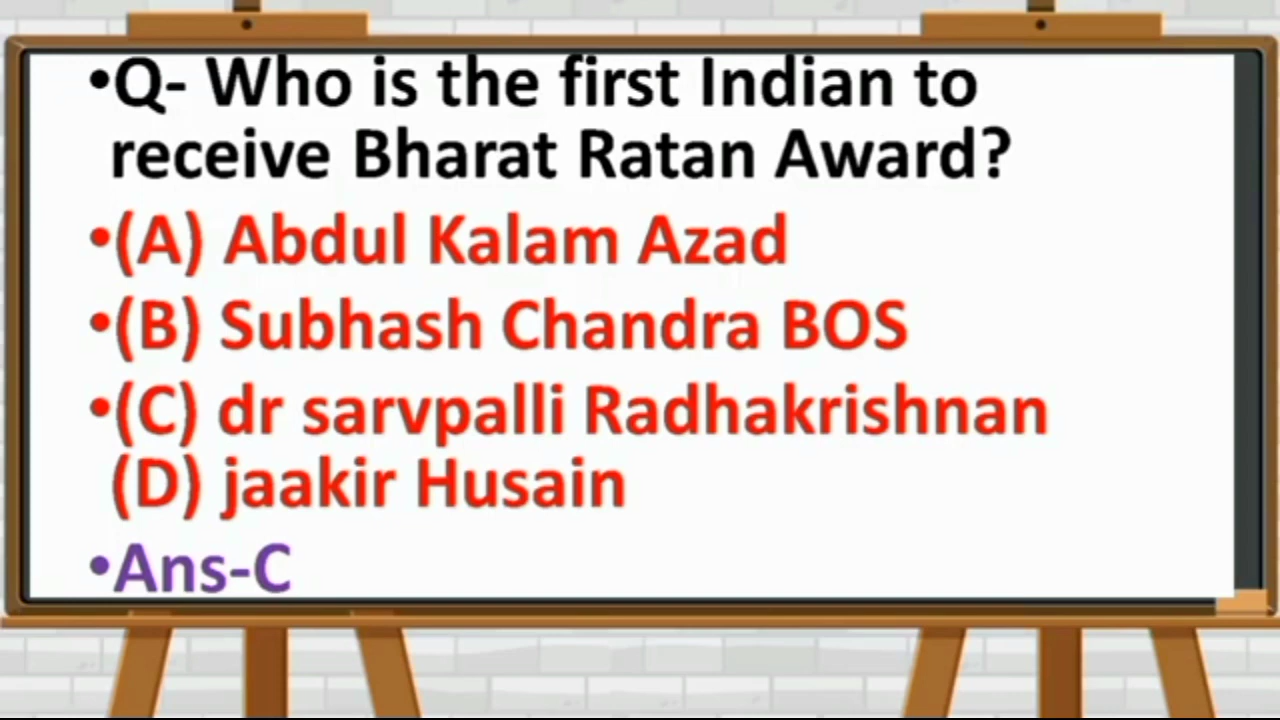 •Q- Who is the first Indian to
receive Bharat Ratan Award?
•(A) Abdul Kalam Azad
•(B) Subhash Chandra BOS
•(C) dr sarvpalli Radhakrishnan
(D) jaakir Husain
•Ans-C